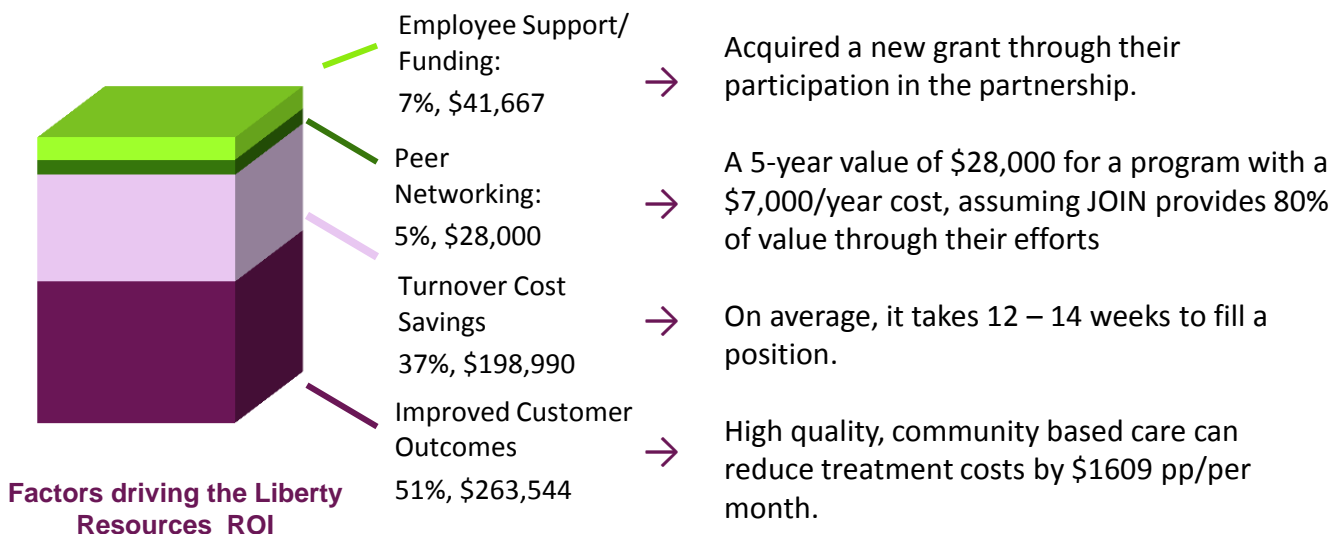 Employee Support/
Funding:
7%, $41,667
→
Acquired a new grant through their
participation in the partnership.
Peer
Networking:
5%, $28,000
→
A 5-year value of $28,000 for a program with a
$7,000/year cost, assuming JOIN provides 80%
of value through their efforts
Turnover Cost
Savings
37%, $198,990
→
On average, it takes 12 – 14 weeks to fill a
position.
Improved Customer
Outcomes
51%, $263,544
→
High quality, community based care can
reduce treatment costs by $1609 pp/per
month.
Factors driving the Liberty
Resources ROI